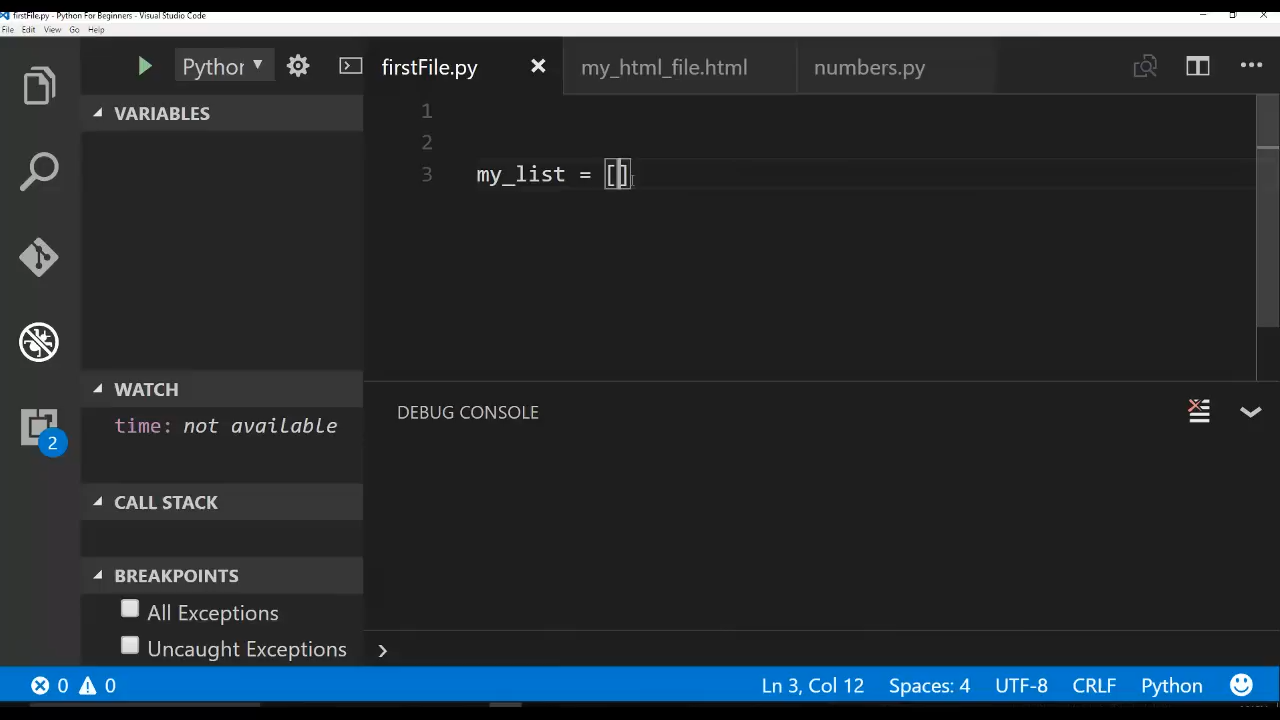 firstFile.py - Python For Beginners - Visual Studio Code
File Edit View Go Help
Python
firstFile.py
my_html_file.html
numbers.py
VARIABLES
1
2
3 my_list = []
WATCH
time: not available
DEBUG CONSOLE
2
CALL STACK
BREAKPOINTS
All Exceptions
Uncaught Exceptions
0 0 Ln 3, Col 12 Spaces: 4 UTF-8 CRLF Python